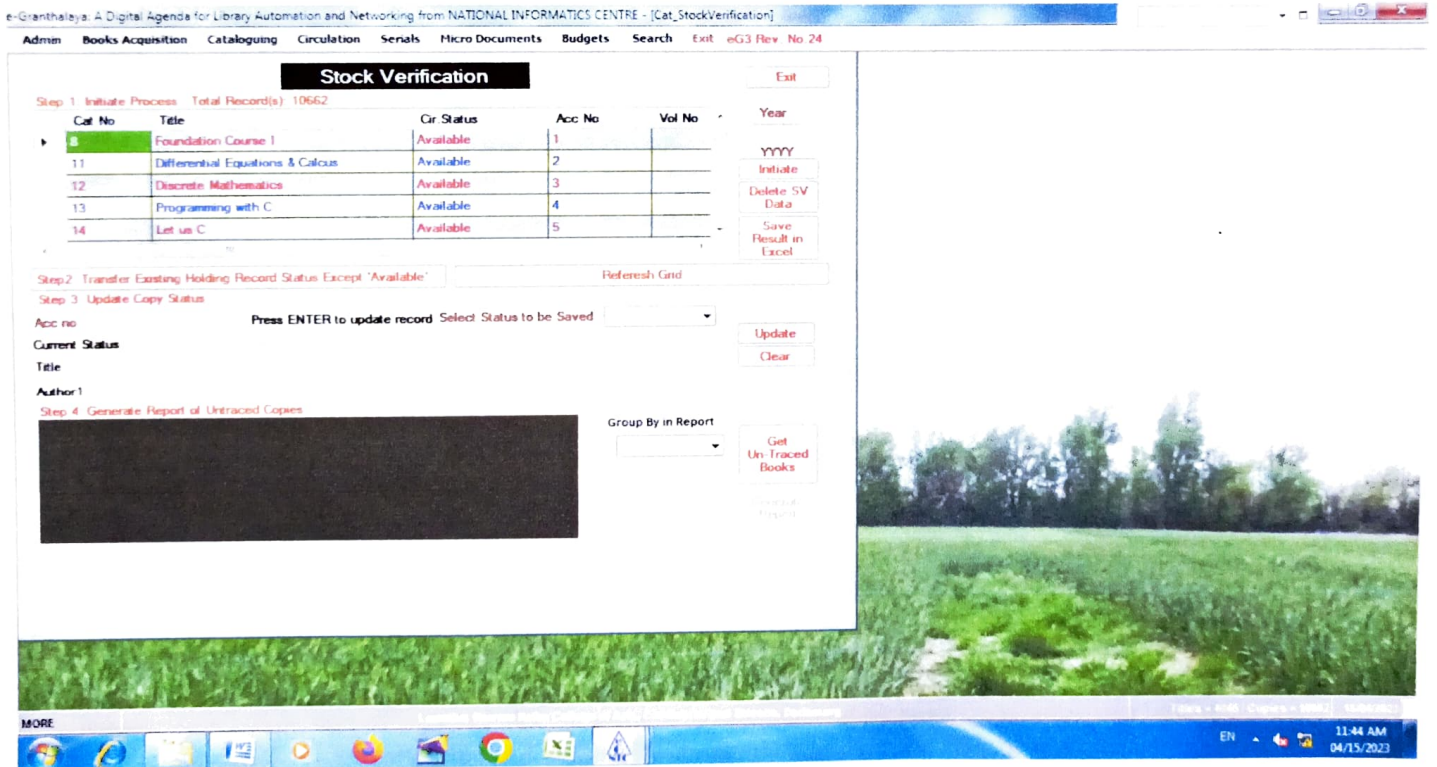 e-Granthalaya: A Digital Agenda for Library Automation and Networking from NATIONAL INFORMATICS CENTRE - [Cat_StockVerification]
Admin Books Acquisition Cataloguing Circulation Serials Micro Documents Budgets Search Exit eG3 Rev. No 24
Stock Verification
Exit
Step 1 Initiate Process Total Record(s) 10662
Year
Cat No Title Cir.Status Acc No Vol No
8 Foundation Course 1 Available 1
YYYY
11 Differential Equations & Calcus Available 2
Initiate
12 Discrete Mathematics Available 3
Delete SV
Data
13 Programming with C Available 4
14 Let us C Available 5
Save
Result in
Excel
Step2 Transfer Existing Holding Record Status Except 'Available'
Referesh Grid
Step 3 Update Copy Status
Acc no Press ENTER to update record Select Status to be Saved
Update
Current Status
Clear
Title
Author1
Step 4 Generate Report of Untraced Copies
Group By in Report
Get
Un-Traced
Books
MORE
EN 11:44 AM
04/15/2023